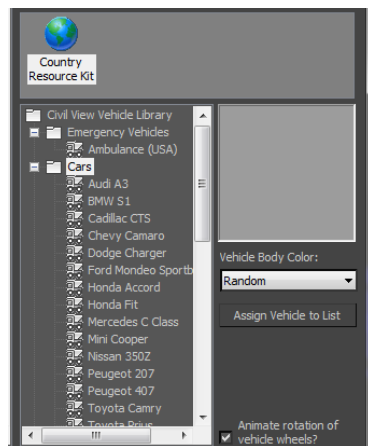 Country
Resource Kit
Civil View Vehicle Library
Emergency Vehicles
Ambulance (USA)
Cars
Audi A3
BMW S1
Cadillac CTS
Chevy Camaro
Dodge Charger
Ford Mondeo Sportb
Honda Accord
Honda Fit
Mercedes C Class
Mini Cooper
Nissan 350Z
Peugeot 207
Peugeot 407
Toyota Camry
Toyota Prius
Vehicle Body Color:
Random
Assign Vehicle to List
Animate rotation of
vehicle wheels?